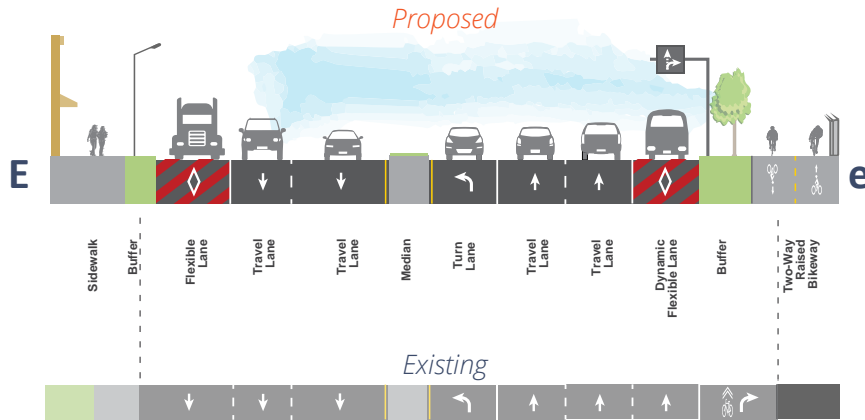 Proposed
E
e
Sidewalk
Buffer
Flexible
Lane
Travel
Lane
Travel
Lane
Median
Turn
Lane
Travel
Lane
Travel
Lane
Dynamic
Flexible Lane
Buffer
Two-Way
Raised
Bikeway
Existing